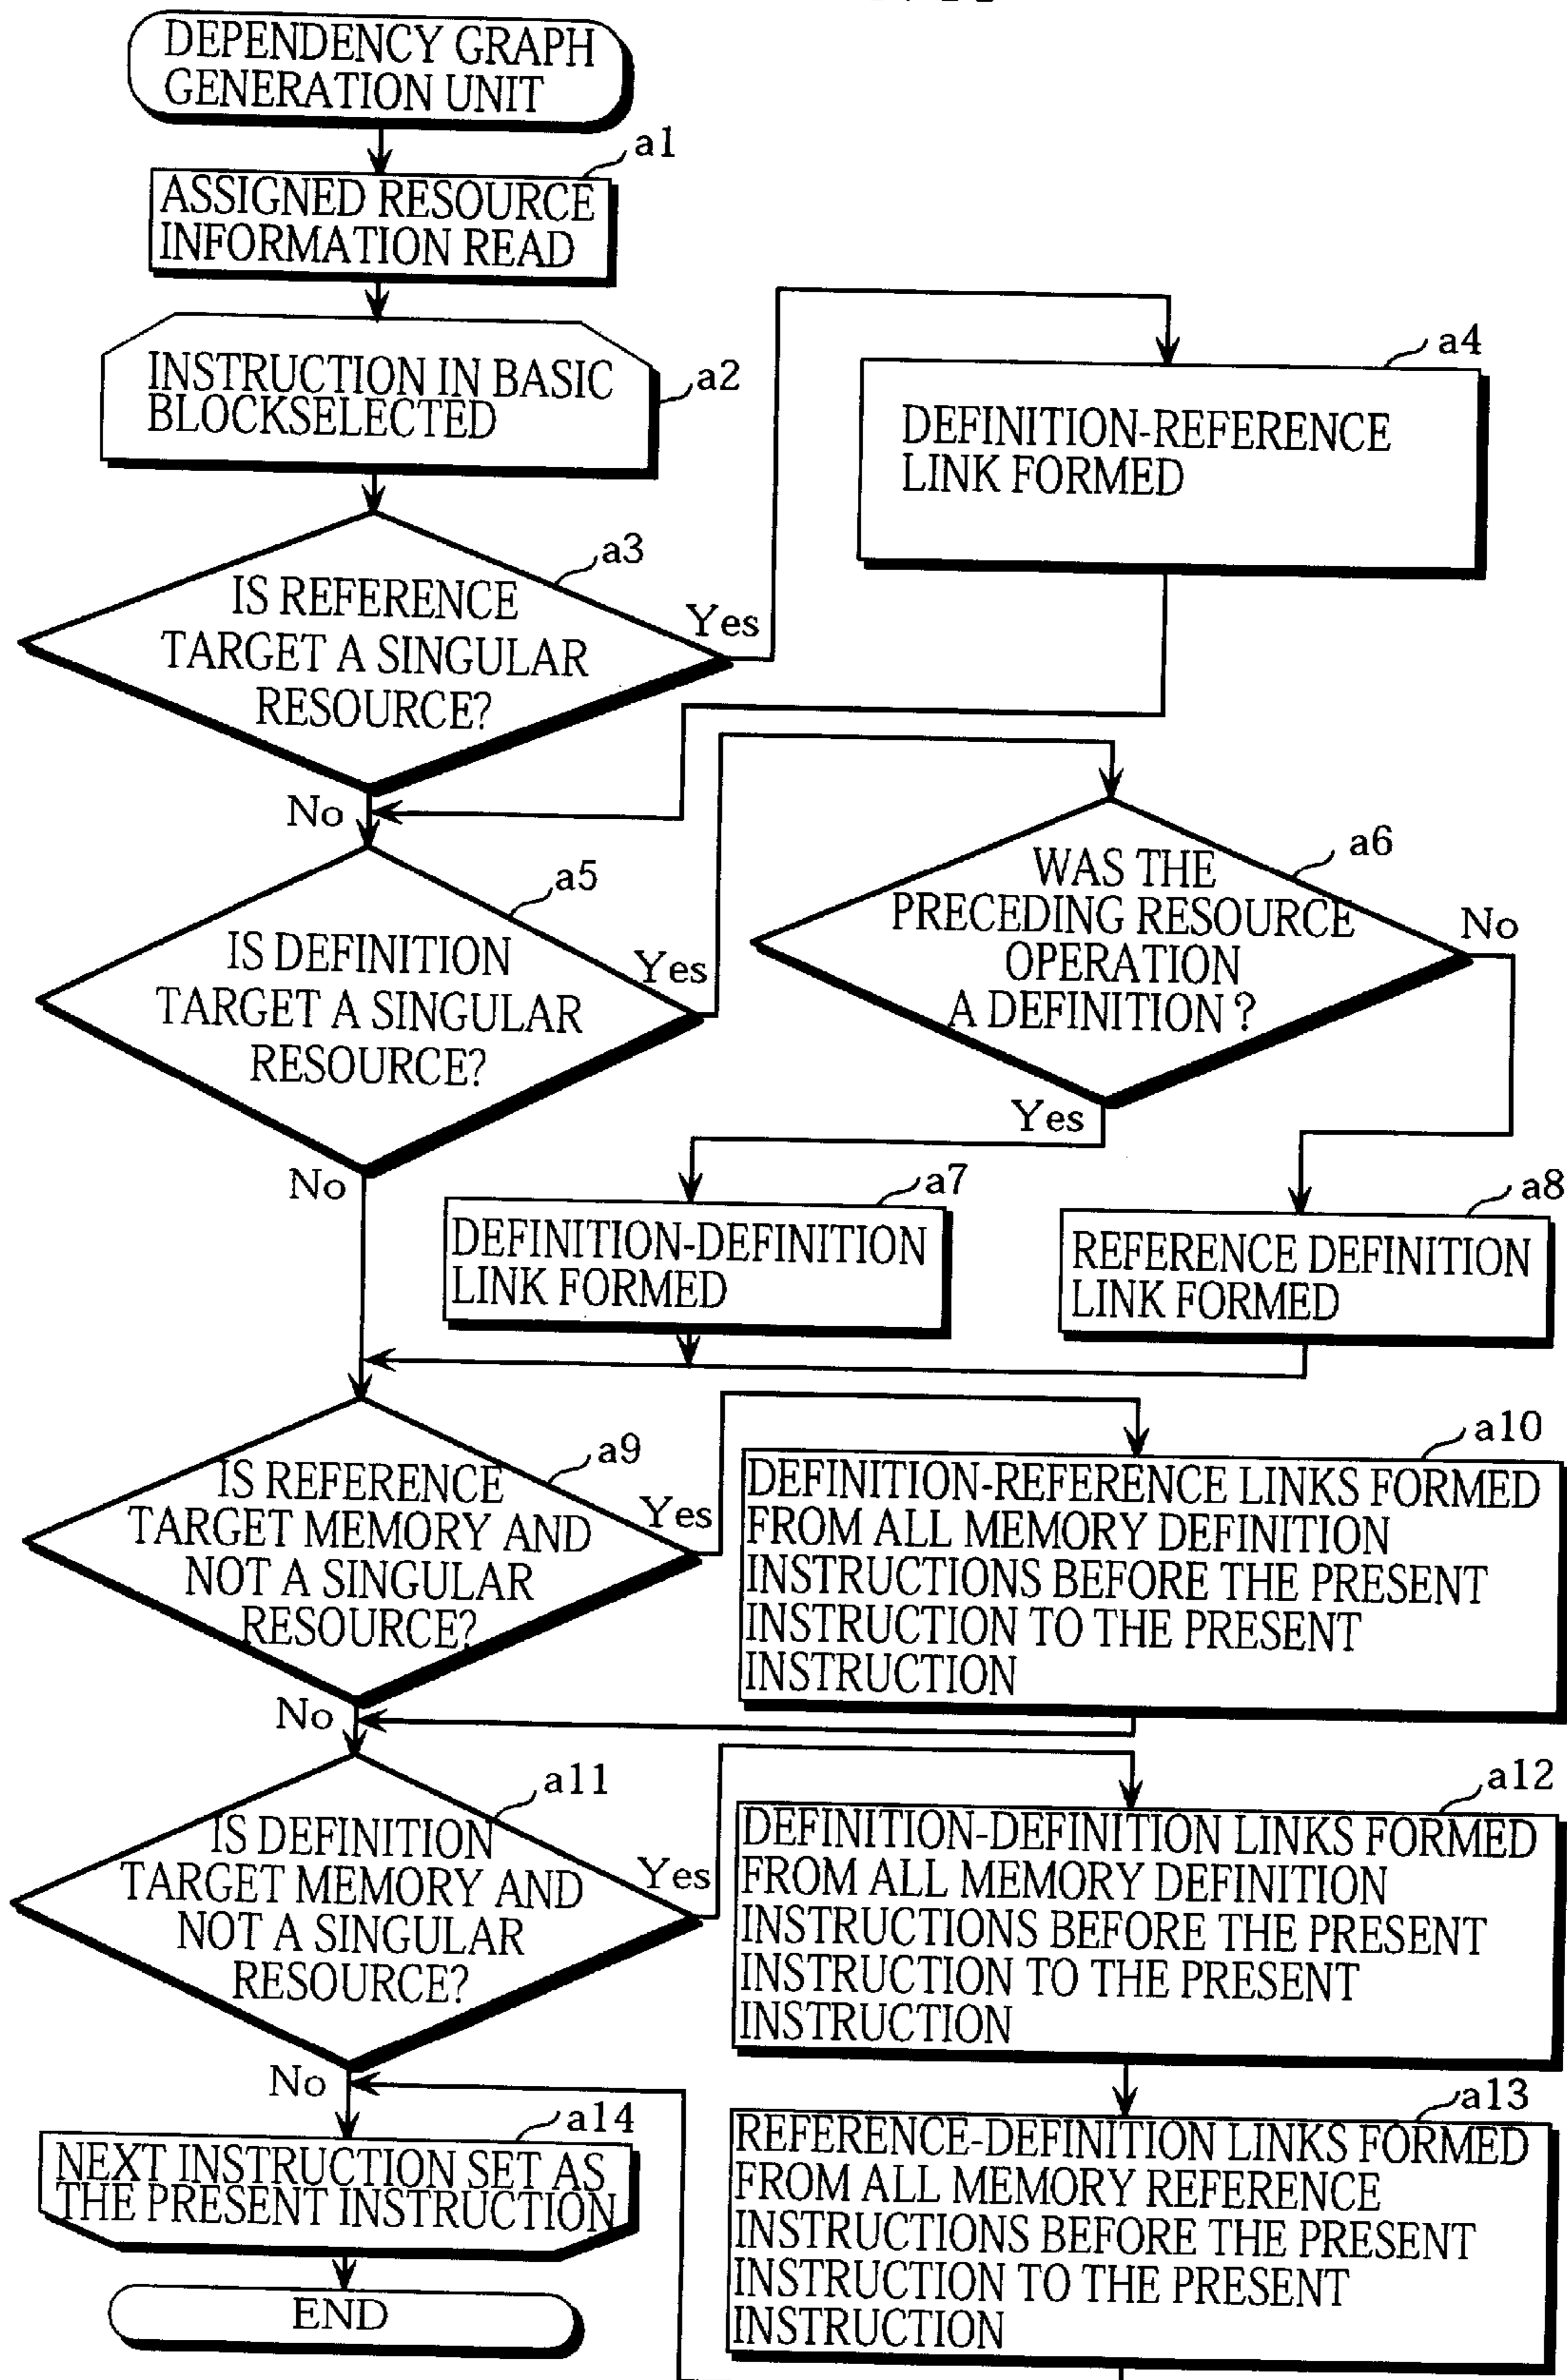 DEPENDENCY GRAPH
GENERATION UNIT
a1
ASSIGNED RESOURCE
INFORMATION READ
INSTRUCTION IN BASIC
BLOCKSELECTED
a2
a4
DEFINITION-REFERENCE
LINK FORMED
a3
IS REFERENCE
TARGET A SINGULAR
RESOURCE?
Yes
No
a5
IS DEFINITION
TARGET A SINGULAR
RESOURCE?
Yes
No
a6
WAS THE
PRECEDING RESOURCE
OPERATION
A DEFINITION ?
No
Yes
a7
DEFINITION-DEFINITION
LINK FORMED
a8
REFERENCE DEFINITION
LINK FORMED
a9
IS REFERENCE
TARGET MEMORY AND
NOT A SINGULAR
RESOURCE?
Yes
No
a10
DEFINITION-REFERENCE LINKS FORMED
FROM ALL MEMORY DEFINITION
INSTRUCTIONS BEFORE THE PRESENT
INSTRUCTION TO THE PRESENT
INSTRUCTION
a11
IS DEFINITION
TARGET MEMORY AND
NOT A SINGULAR
RESOURCE?
Yes
No
a12
DEFINITION-DEFINITION LINKS FORMED
FROM ALL MEMORY DEFINITION
INSTRUCTIONS BEFORE THE PRESENT
INSTRUCTION TO THE PRESENT
INSTRUCTION
a13
REFERENCE-DEFINITION LINKS FORMED
FROM ALL MEMORY REFERENCE
INSTRUCTIONS BEFORE THE PRESENT
INSTRUCTION TO THE PRESENT
INSTRUCTION
a14
NEXT INSTRUCTION SET AS
THE PRESENT INSTRUCTION
END